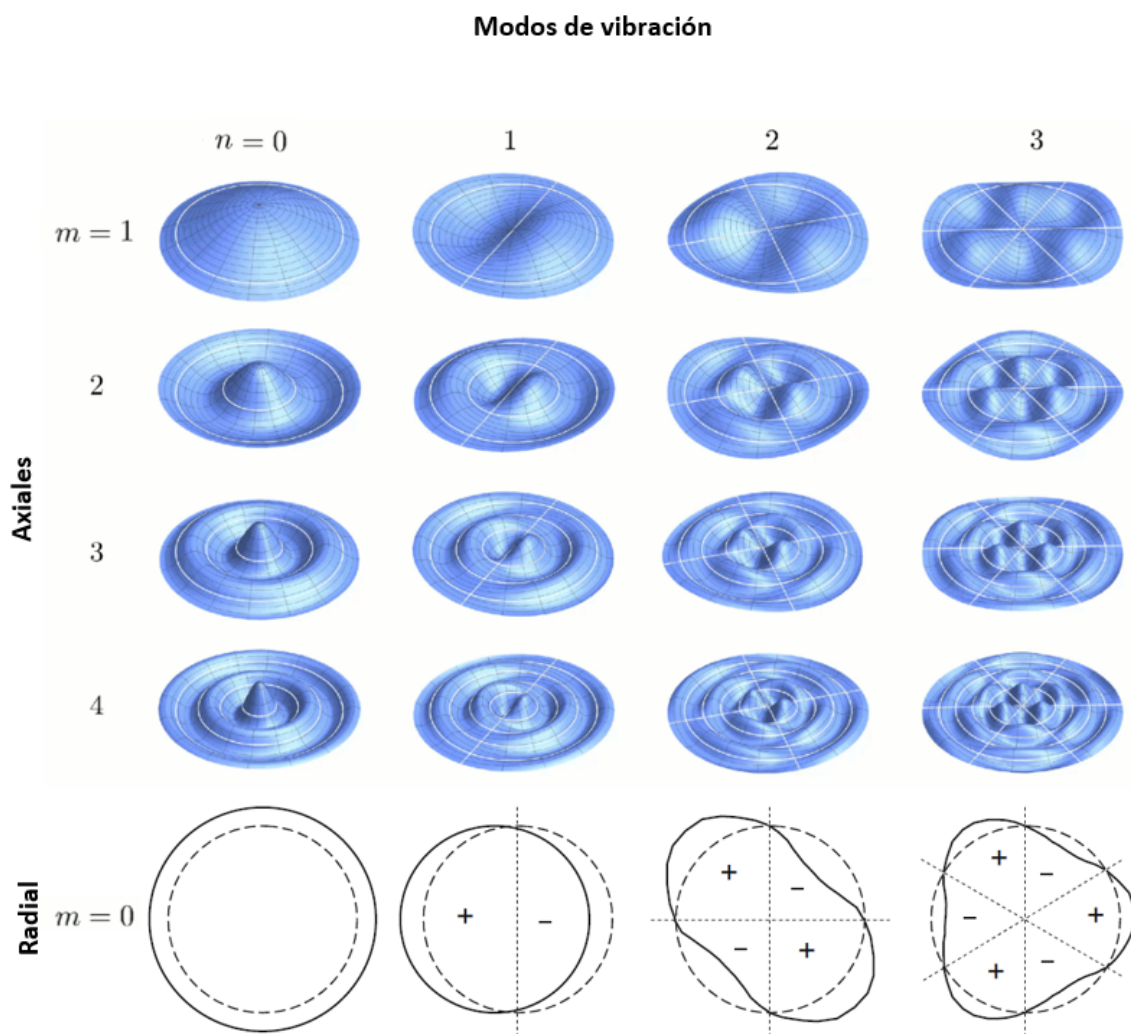 Modos de vibración
n = 0 1 2 3
m = 1
2
3
4
Axiales
Radial
m = 0
+ −
+ −
− +
+ −
− +
+ −